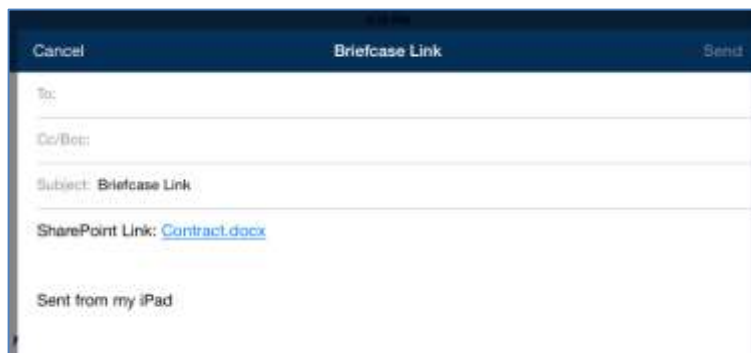 Cancel Briefcase Link Send
To:
Cc/Bcc:
Subject: Briefcase Link
SharePoint Link: Contract.docx
Sent from my iPad